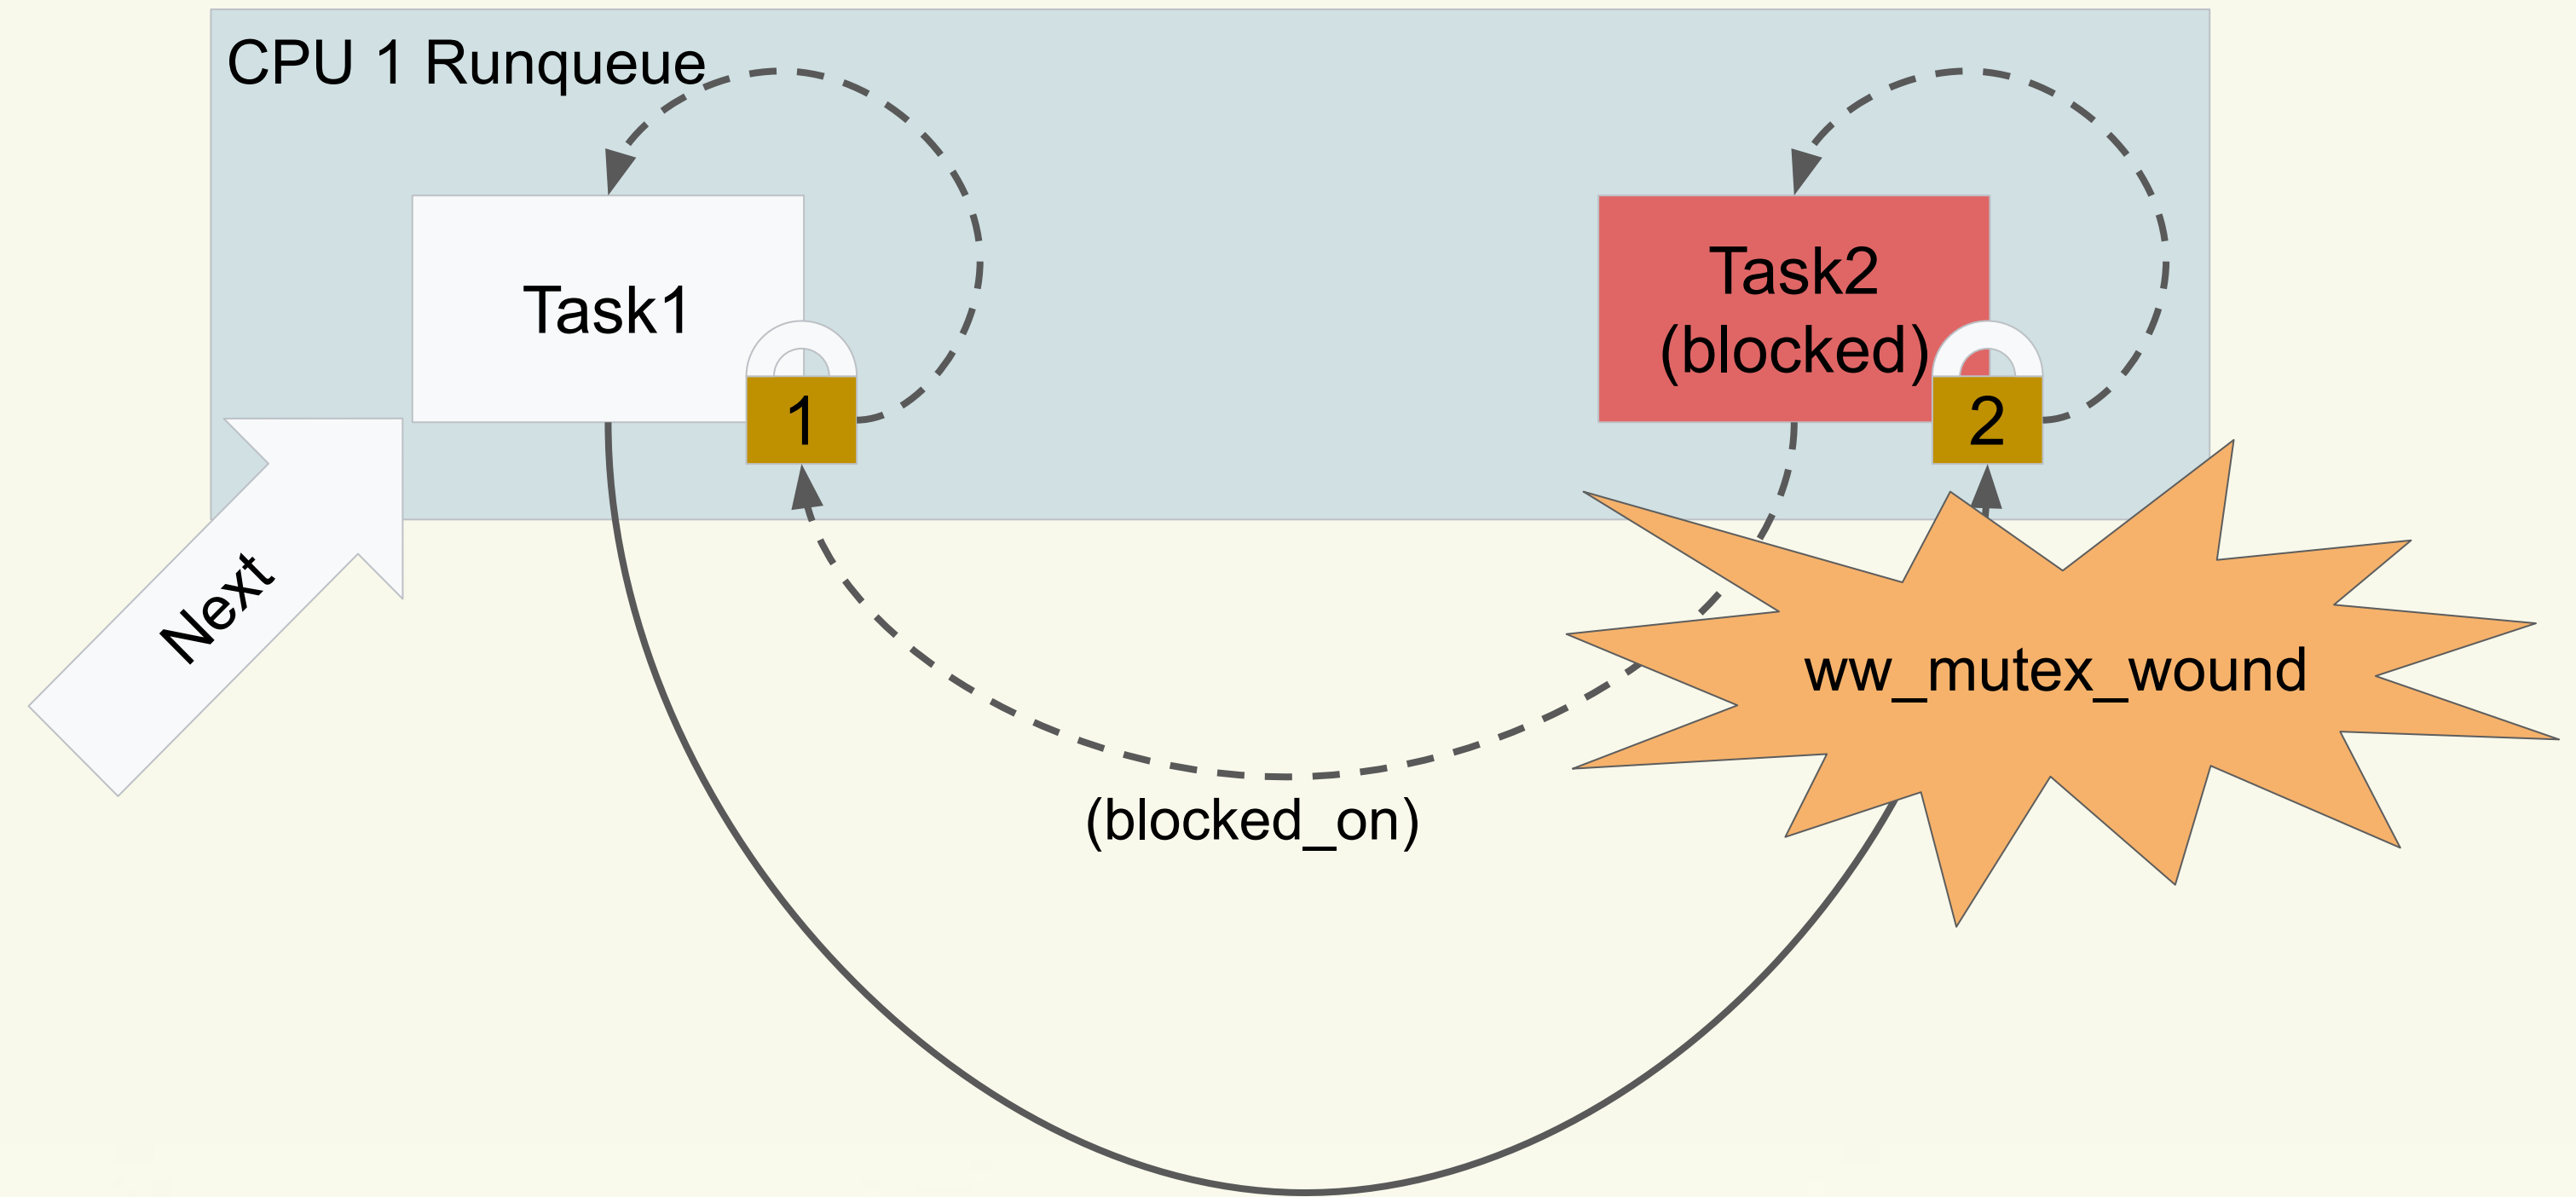 CPU 1 Runqueue
Task1
1
Task2
(blocked)
2
Next
ww_mutex_wound
(blocked_on)